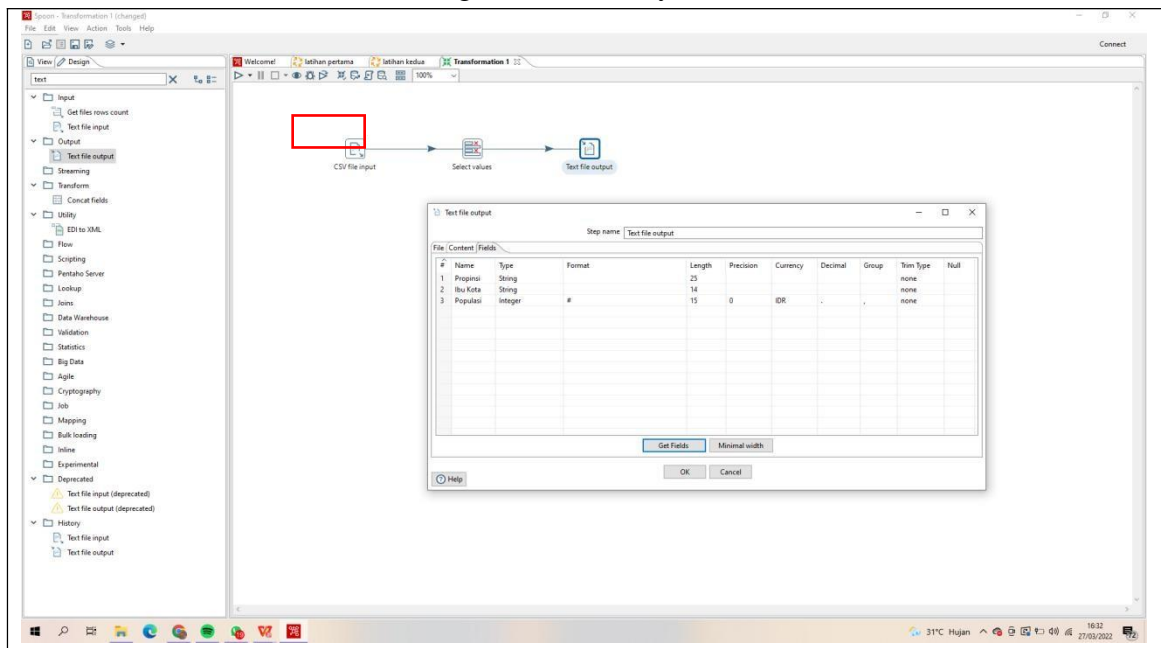 Spoon - Transformation 1 (changed)
File Edit View Action Tools Help
Connect
View Design
Welcome! latihan pertama latihan kedua Transformation 1
text
100%
Input
Get files rows count
Text file input
Output
Text file output
Streaming
Transform
Concat fields
Utility
EDI to XML
Flow
Scripting
Pentaho Server
Lookup
Joins
Data Warehouse
Validation
Statistics
Big Data
Agile
Cryptography
Job
Mapping
Bulk loading
Inline
Experimental
Deprecated
Text file input (deprecated)
Text file output (deprecated)
History
Text file input
Text file output
CSV file input Select values Text file output
Text file output
Step name Text file output
File Content Fields
# Name Type Format Length Precision Currency Decimal Group Trim Type Null
1 Propinsi String 25 none
2 Ibu Kota String 14 none
3 Populasi Integer # 15 0 IDR . , none
Get Fields Minimal width
Help OK Cancel
31°C Hujan 16:32
27/03/2022